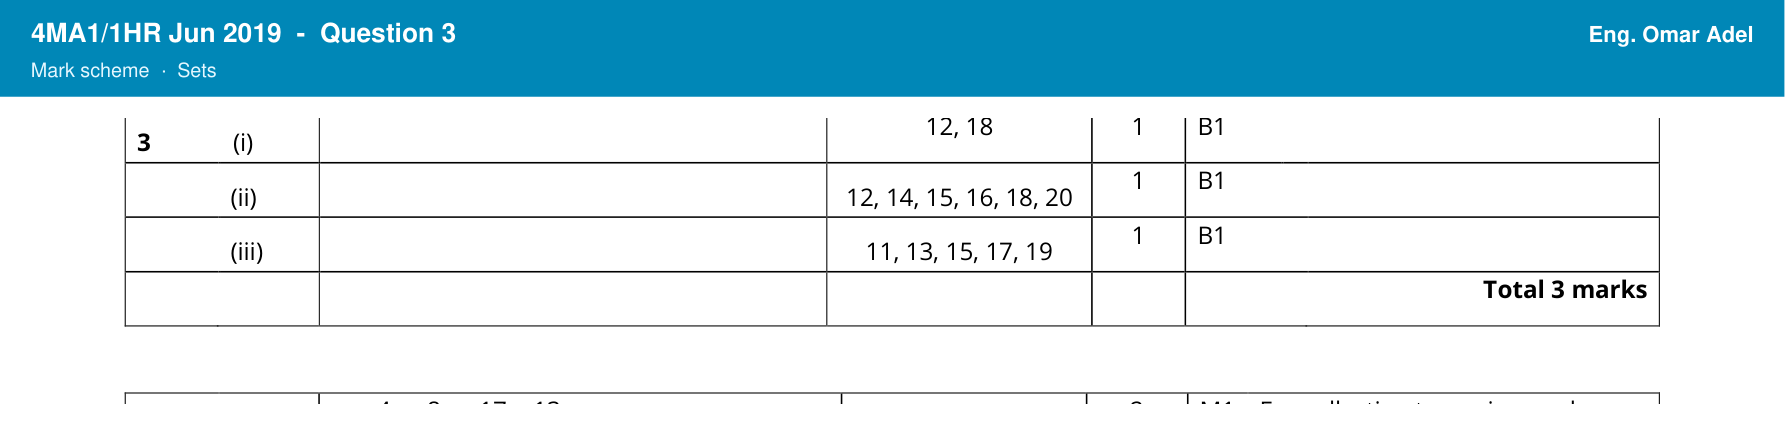 4MA1/1HR Jun 2019 - Question 3
Eng. Omar Adel
Mark scheme · Sets
3 (i) 12, 18 1 B1
(ii) 12, 14, 15, 16, 18, 20 1 B1
(iii) 11, 13, 15, 17, 19 1 B1
Total 3 marks